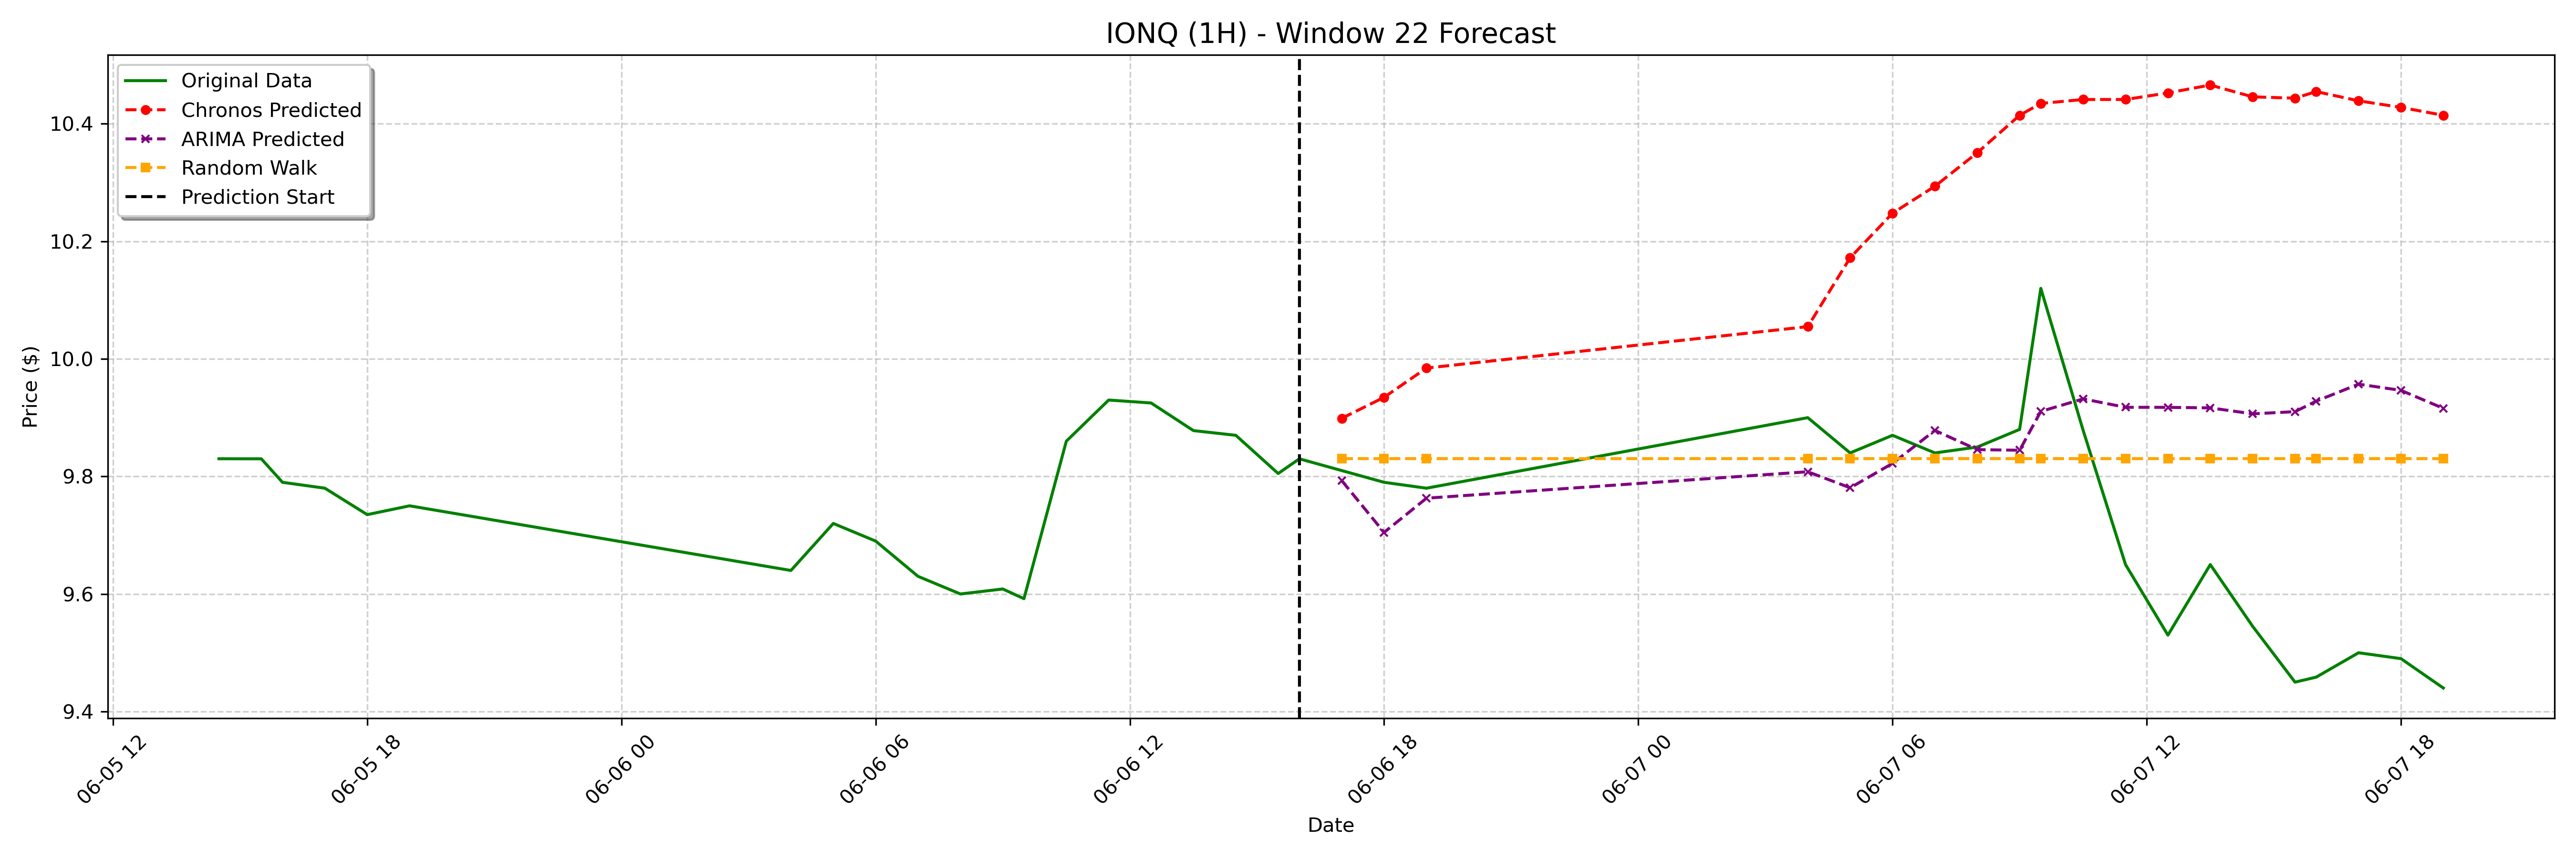 IONQ (1H) - Window 22 Forecast
Original Data
Chronos Predicted
ARIMA Predicted
Random Walk
Prediction Start
10.4
10.2
10.0
9.8
9.6
9.4
Price ($)
06-05 12
06-05 18
06-06 00
06-06 06
06-06 12
06-06 18
06-07 00
06-07 06
06-07 12
06-07 18
Date